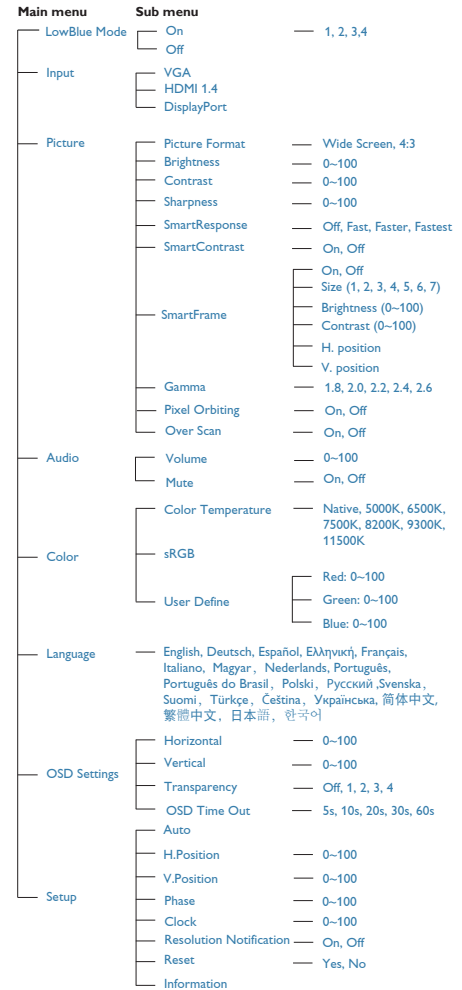 Main menu Sub menu
LowBlue Mode On 1, 2, 3,4
Off
Input VGA
HDMI 1.4
DisplayPort
Picture Picture Format Wide Screen, 4:3
Brightness 0~100
Contrast 0~100
Sharpness 0~100
SmartResponse Off, Fast, Faster, Fastest
SmartContrast On, Off
On, Off
Size (1, 2, 3, 4, 5, 6, 7)
Brightness (0~100)
SmartFrame
Contrast (0~100)
H. position
V. position
Gamma 1.8, 2.0, 2.2, 2.4, 2.6
Pixel Orbiting On, Off
Over Scan On, Off
Audio Volume 0~100
Mute On, Off
Color Temperature Native, 5000K, 6500K,
7500K, 8200K, 9300K,
11500K
Color sRGB
Red: 0~100
User Define Green: 0~100
Blue: 0~100
Language English, Deutsch, Español, Ελληνική, Français,
Italiano, Magyar, Nederlands, Português,
Português do Brasil, Polski, Русский ,Svenska,
Suomi, Türkçe, Čeština, Українська, 简体中文,
繁體中文, 日本語, 한국어
Horizontal 0~100
Vertical 0~100
OSD Settings
Transparency Off, 1, 2, 3, 4
OSD Time Out 5s, 10s, 20s, 30s, 60s
Auto
H.Position 0~100
V.Position 0~100
Setup
Phase 0~100
Clock 0~100
Resolution Notification On, Off
Reset Yes, No
Information